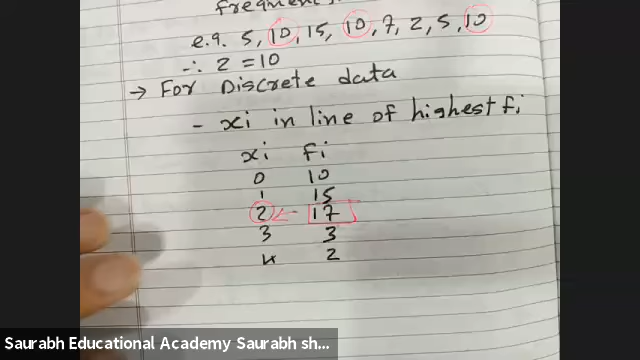 frequency.
e.g. 5, 10, 15, 10, 7, 2, 5, 10
∴ Z = 10
→ For Discrete data
- xi in line of highest fi
xi fi
0 10
1 15
2 ← 17
3 3
4 2
Saurabh Educational Academy Saurabh sh...